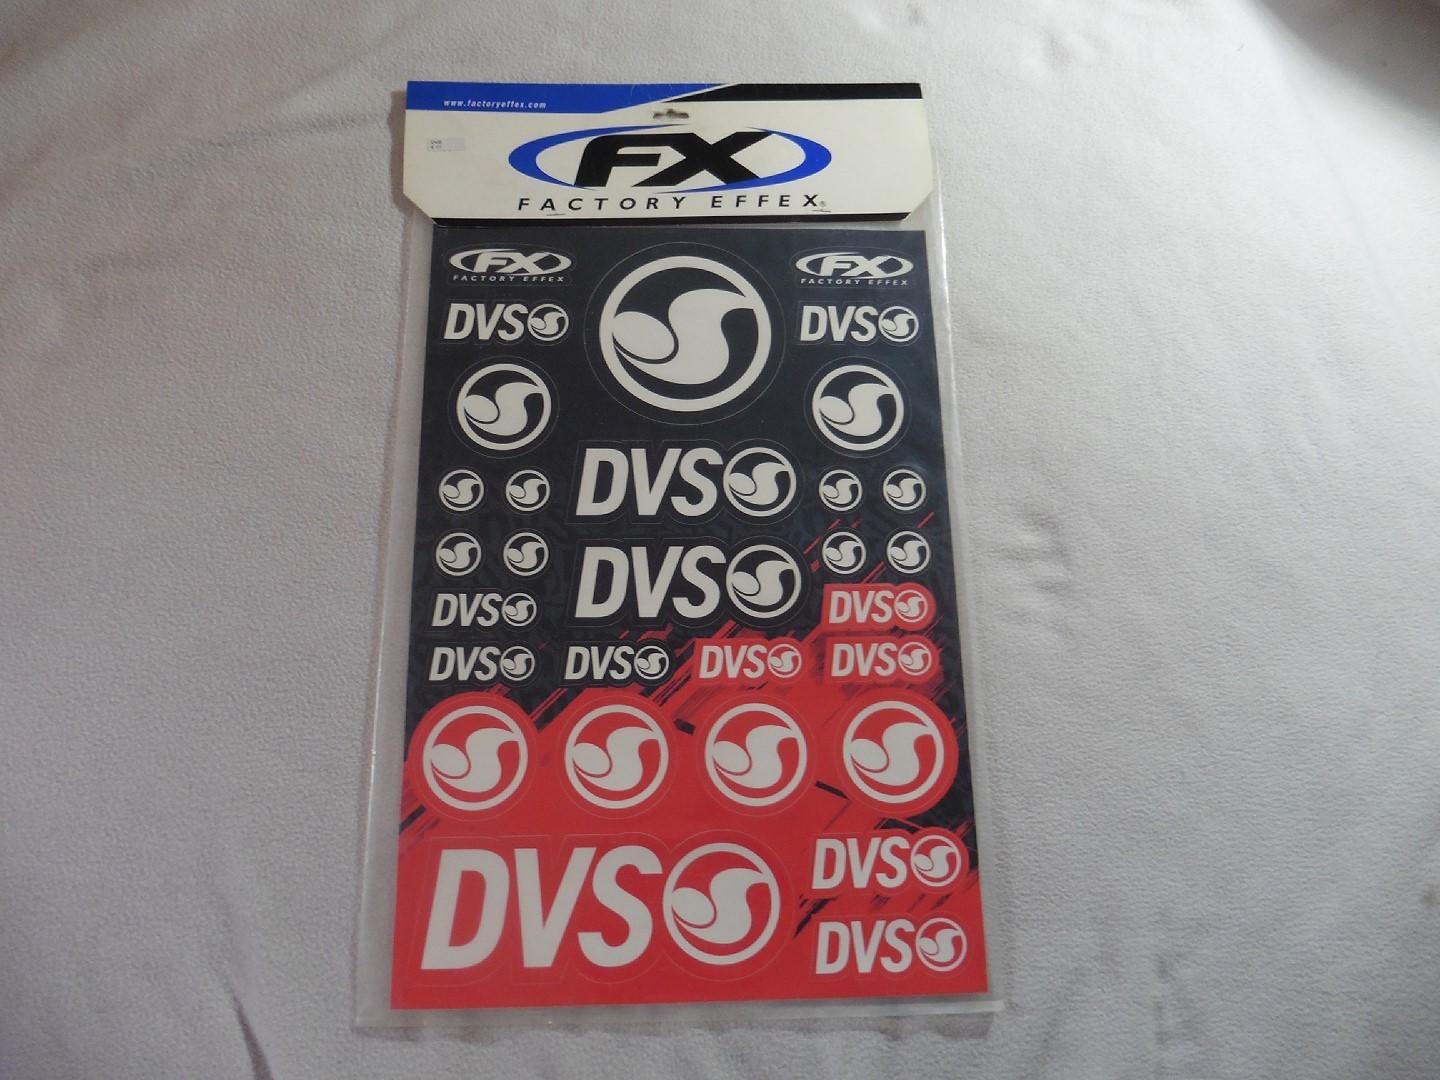 www.factoryeffex.com
FX
FACTORY EFFEX®
FX FX
FACTORY EFFEX FACTORY EFFEX
DVS DVS
DVS
DVS
DVS DVS
DVS DVS DVS DVS
DVS
DVS
DVS